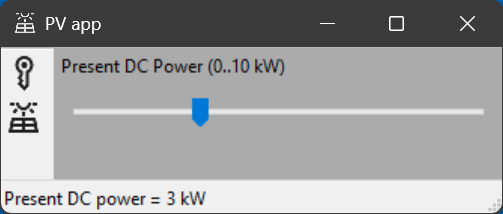 PV app
Present DC Power (0..10 kW)
Present DC power = 3 kW